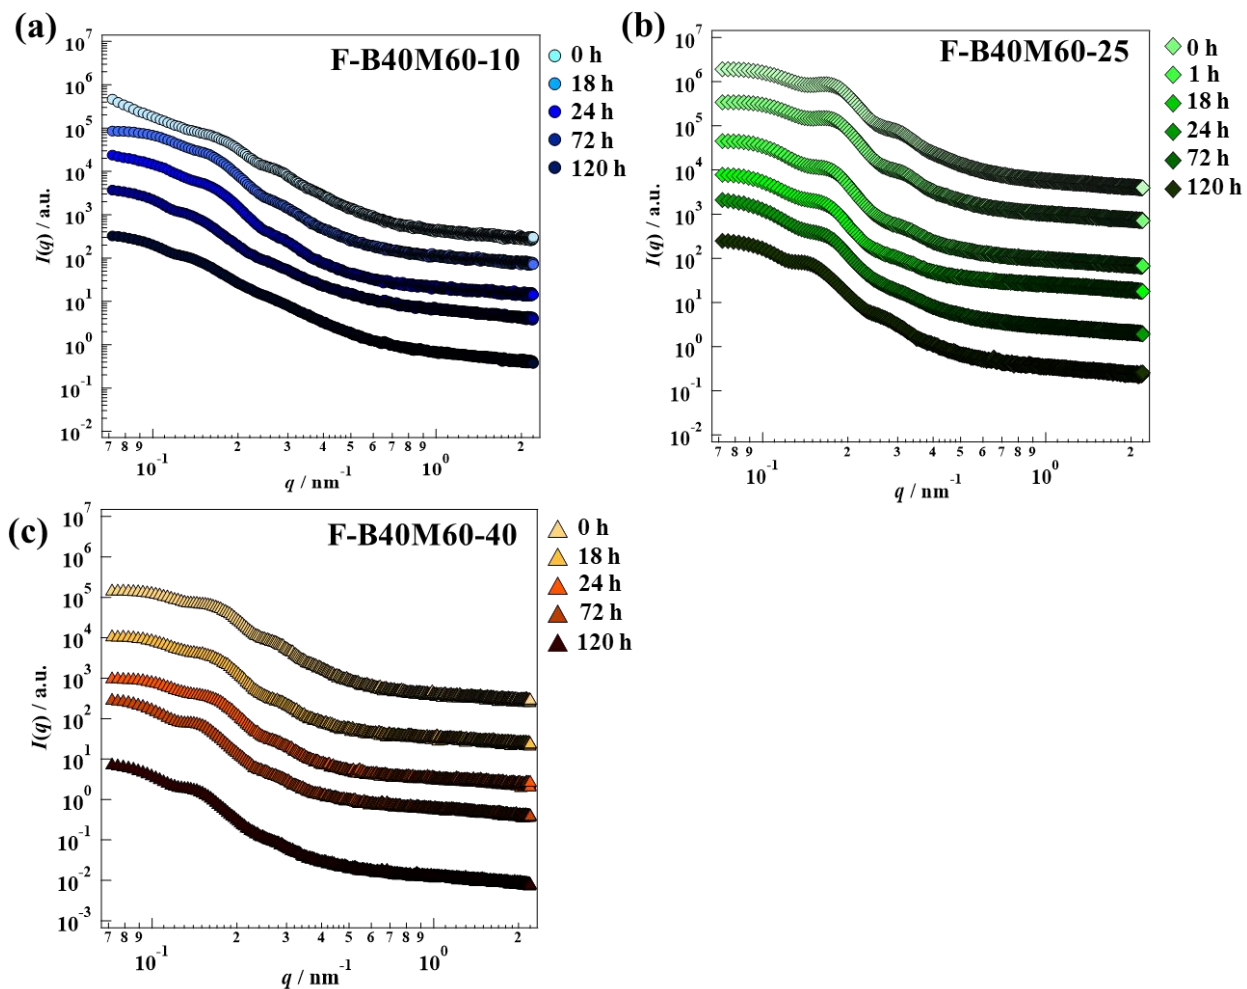 (a)
F-B40M60-10
0 h
18 h
24 h
72 h
120 h
10^7
10^6
10^5
10^4
10^3
10^2
10^1
10^0
10^-1
10^-2
I(q) / a.u.
7 8 9 2 3 4 5 6 7 8 9 2
10^-1 10^0
q / nm^-1
(b)
F-B40M60-25
0 h
1 h
18 h
24 h
72 h
120 h
10^7
10^6
10^5
10^4
10^3
10^2
10^1
10^0
10^-1
10^-2
I(q) / a.u.
7 8 9 2 3 4 5 6 7 8 9 2
10^-1 10^0
q / nm^-1
(c)
F-B40M60-40
0 h
18 h
24 h
72 h
120 h
10^7
10^6
10^5
10^4
10^3
10^2
10^1
10^0
10^-1
10^-2
10^-3
I(q) / a.u.
7 8 9 2 3 4 5 6 7 8 9 2
10^-1 10^0
q / nm^-1